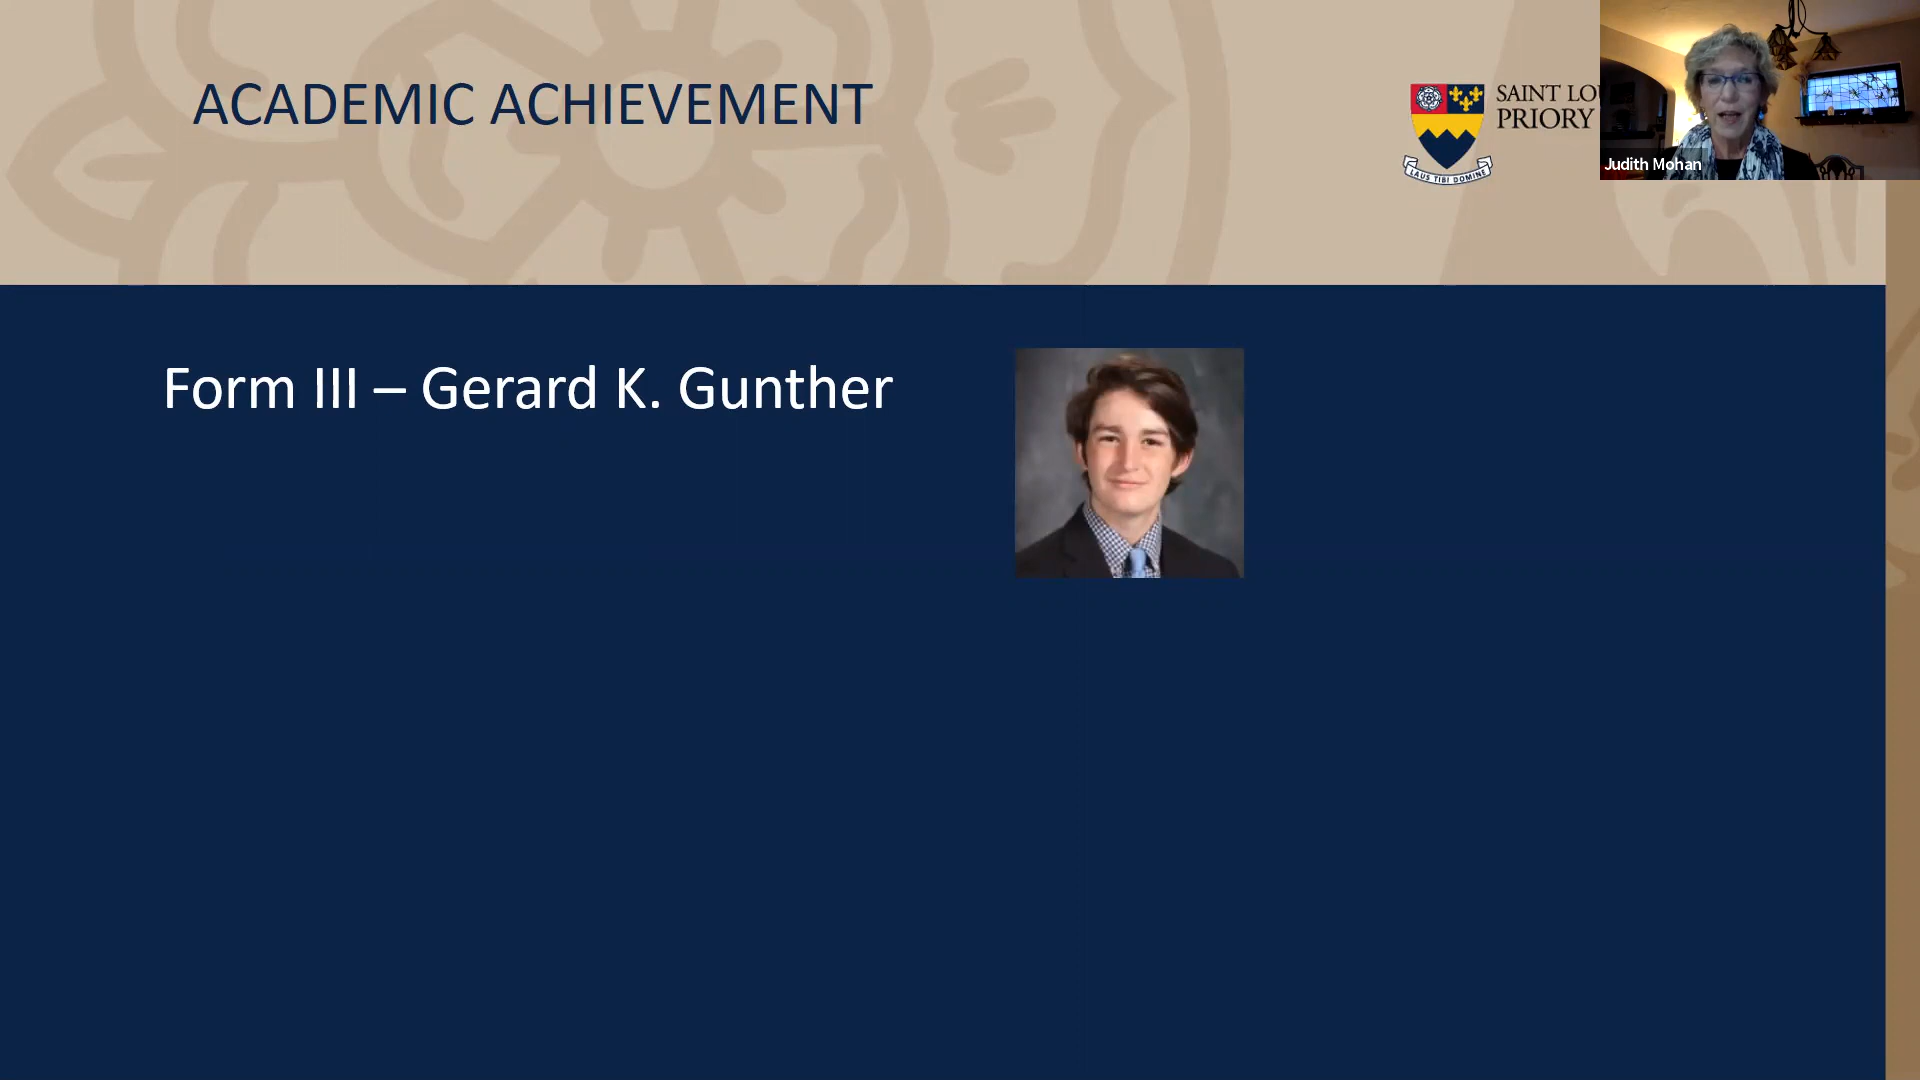 ACADEMIC ACHIEVEMENT
SAINT LO
PRIORY
LAUS TIBI DOMINE
Judith Mohan
Form III – Gerard K. Gunther